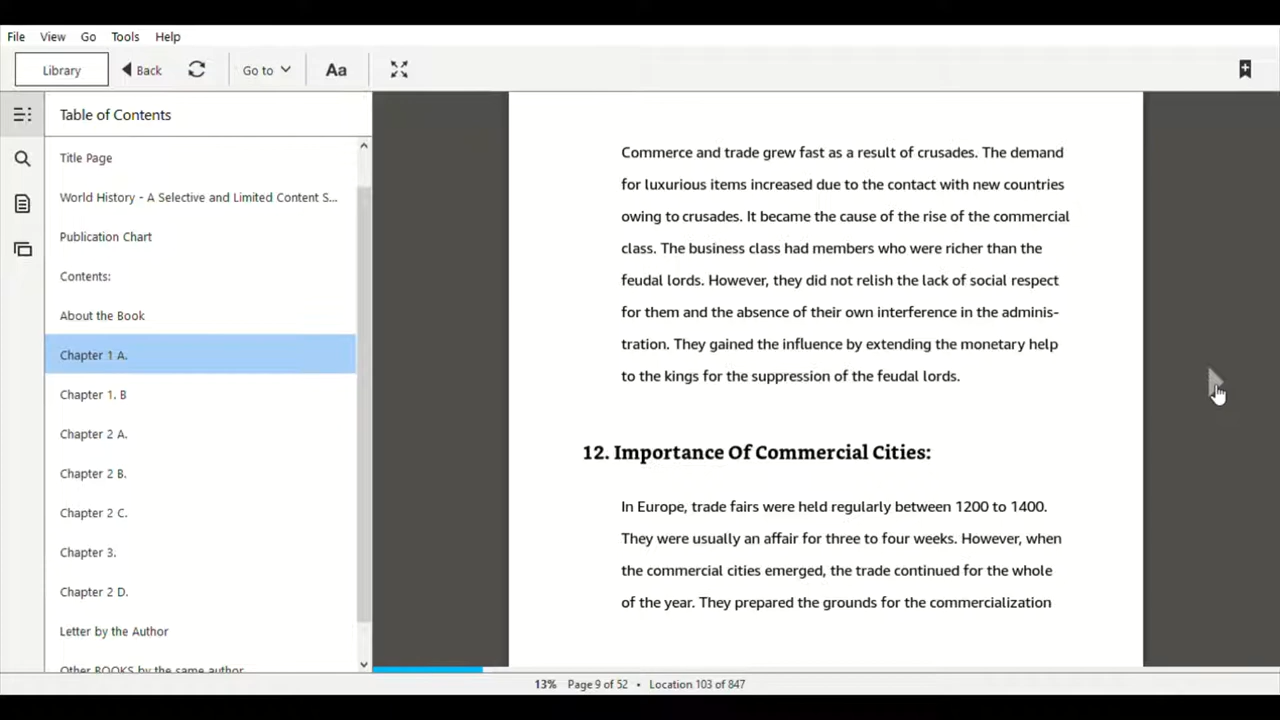 File View Go Tools Help
Library Back Go to Aa
Table of Contents
Title Page
World History - A Selective and Limited Content S...
Publication Chart
Contents:
About the Book
Chapter 1 A.
Chapter 1. B
Chapter 2 A.
Chapter 2 B.
Chapter 2 C.
Chapter 3.
Chapter 2 D.
Letter by the Author
Other BOOKS by the same author
Commerce and trade grew fast as a result of crusades. The demand
for luxurious items increased due to the contact with new countries
owing to crusades. It became the cause of the rise of the commercial
class. The business class had members who were richer than the
feudal lords. However, they did not relish the lack of social respect
for them and the absence of their own interference in the adminis-
tration. They gained the influence by extending the monetary help
to the kings for the suppression of the feudal lords.
12. Importance Of Commercial Cities:
In Europe, trade fairs were held regularly between 1200 to 1400.
They were usually an affair for three to four weeks. However, when
the commercial cities emerged, the trade continued for the whole
of the year. They prepared the grounds for the commercialization
13% Page 9 of 52 • Location 103 of 847